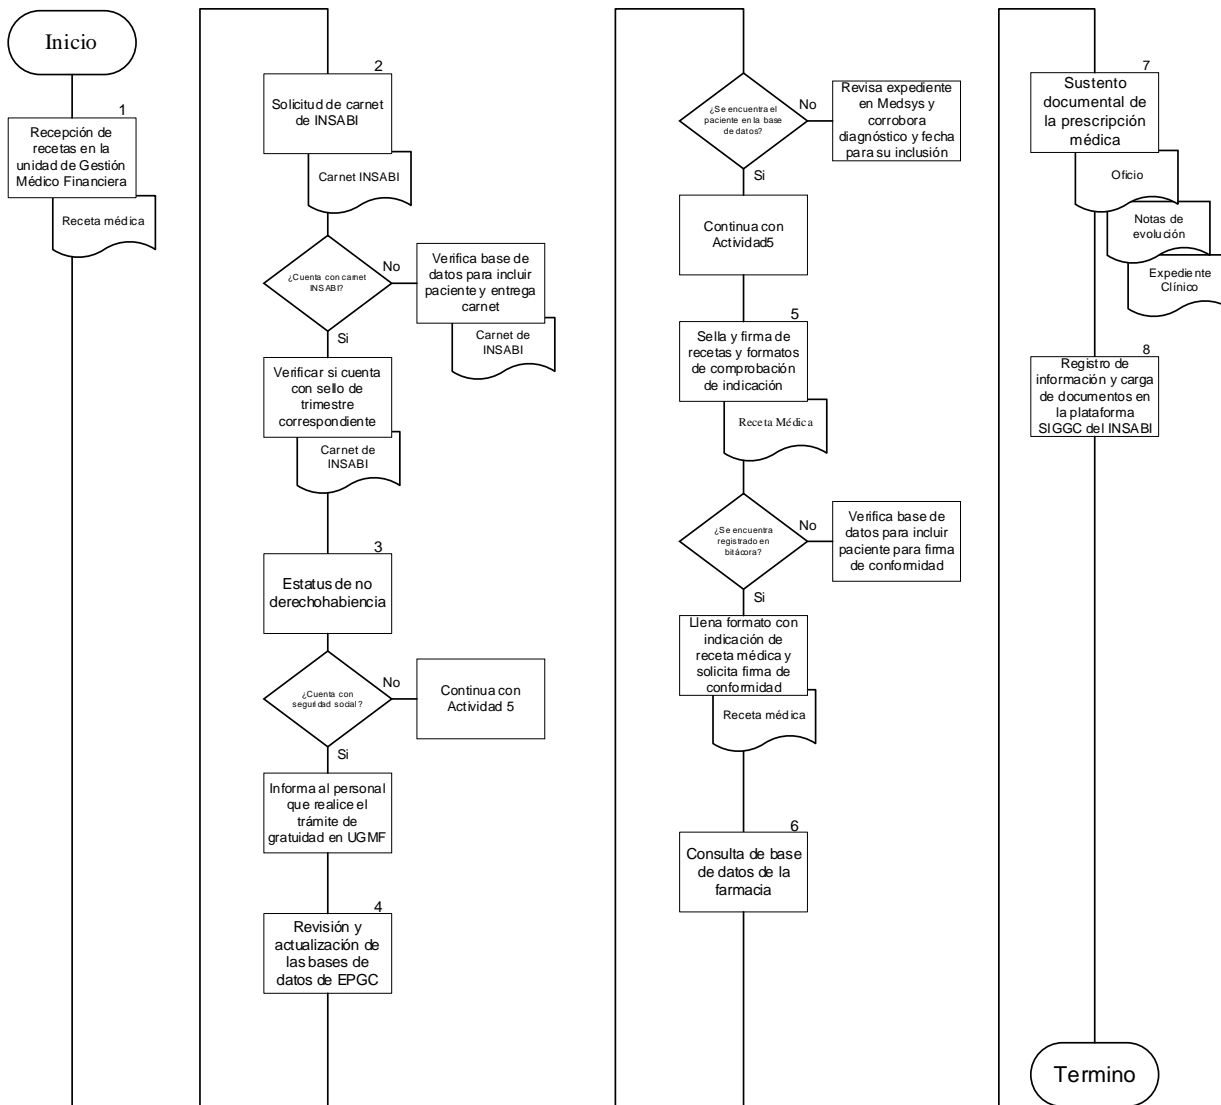 Inicio
1
Recepción de
recetas en la
unidad de Gestión
Médico Financiera
Receta médica
2
Solicitud de carnet
de INSABI
Carnet INSABI
¿Cuenta con carnet
INSABI?
No
Verifica base de
datos para incluir
paciente y entrega
carnet
Carnet de
INSABI
Si
Verificar si cuenta
con sello de
trimestre
correspondiente
Carnet de
INSABI
3
Estatus de no
derechohabiencia
¿Cuenta con
seguridad social?
No
Continua con
Actividad 5
Si
Informa al personal
que realice el
trámite de
gratuidad en UGMF
4
Revisión y
actualización de
las bases de
datos de EPGC
¿Se encuentra el
paciente en la base
de datos?
No
Revisa expediente
en Medsys y
corrobora
diagnóstico y fecha
para su inclusión
Si
Continua con
Actividad5
5
Sella y firma de
recetas y formatos
de comprobación
de indicación
Receta Médica
¿Se encuentra
registrado en
bitácora?
No
Verifica base de
datos para incluir
paciente para firma
de conformidad
Si
Llena formato con
indicación de
receta médica y
solicita firma de
conformidad
Receta médica
6
Consulta de base
de datos de la
farmacia
7
Sustento
documental de
la prescripción
médica
Oficio
Notas de
evolución
Expediente
Clínico
8
Registro de
información y carga
de documentos en
la plataforma
SIGGC del INSABI
Termino